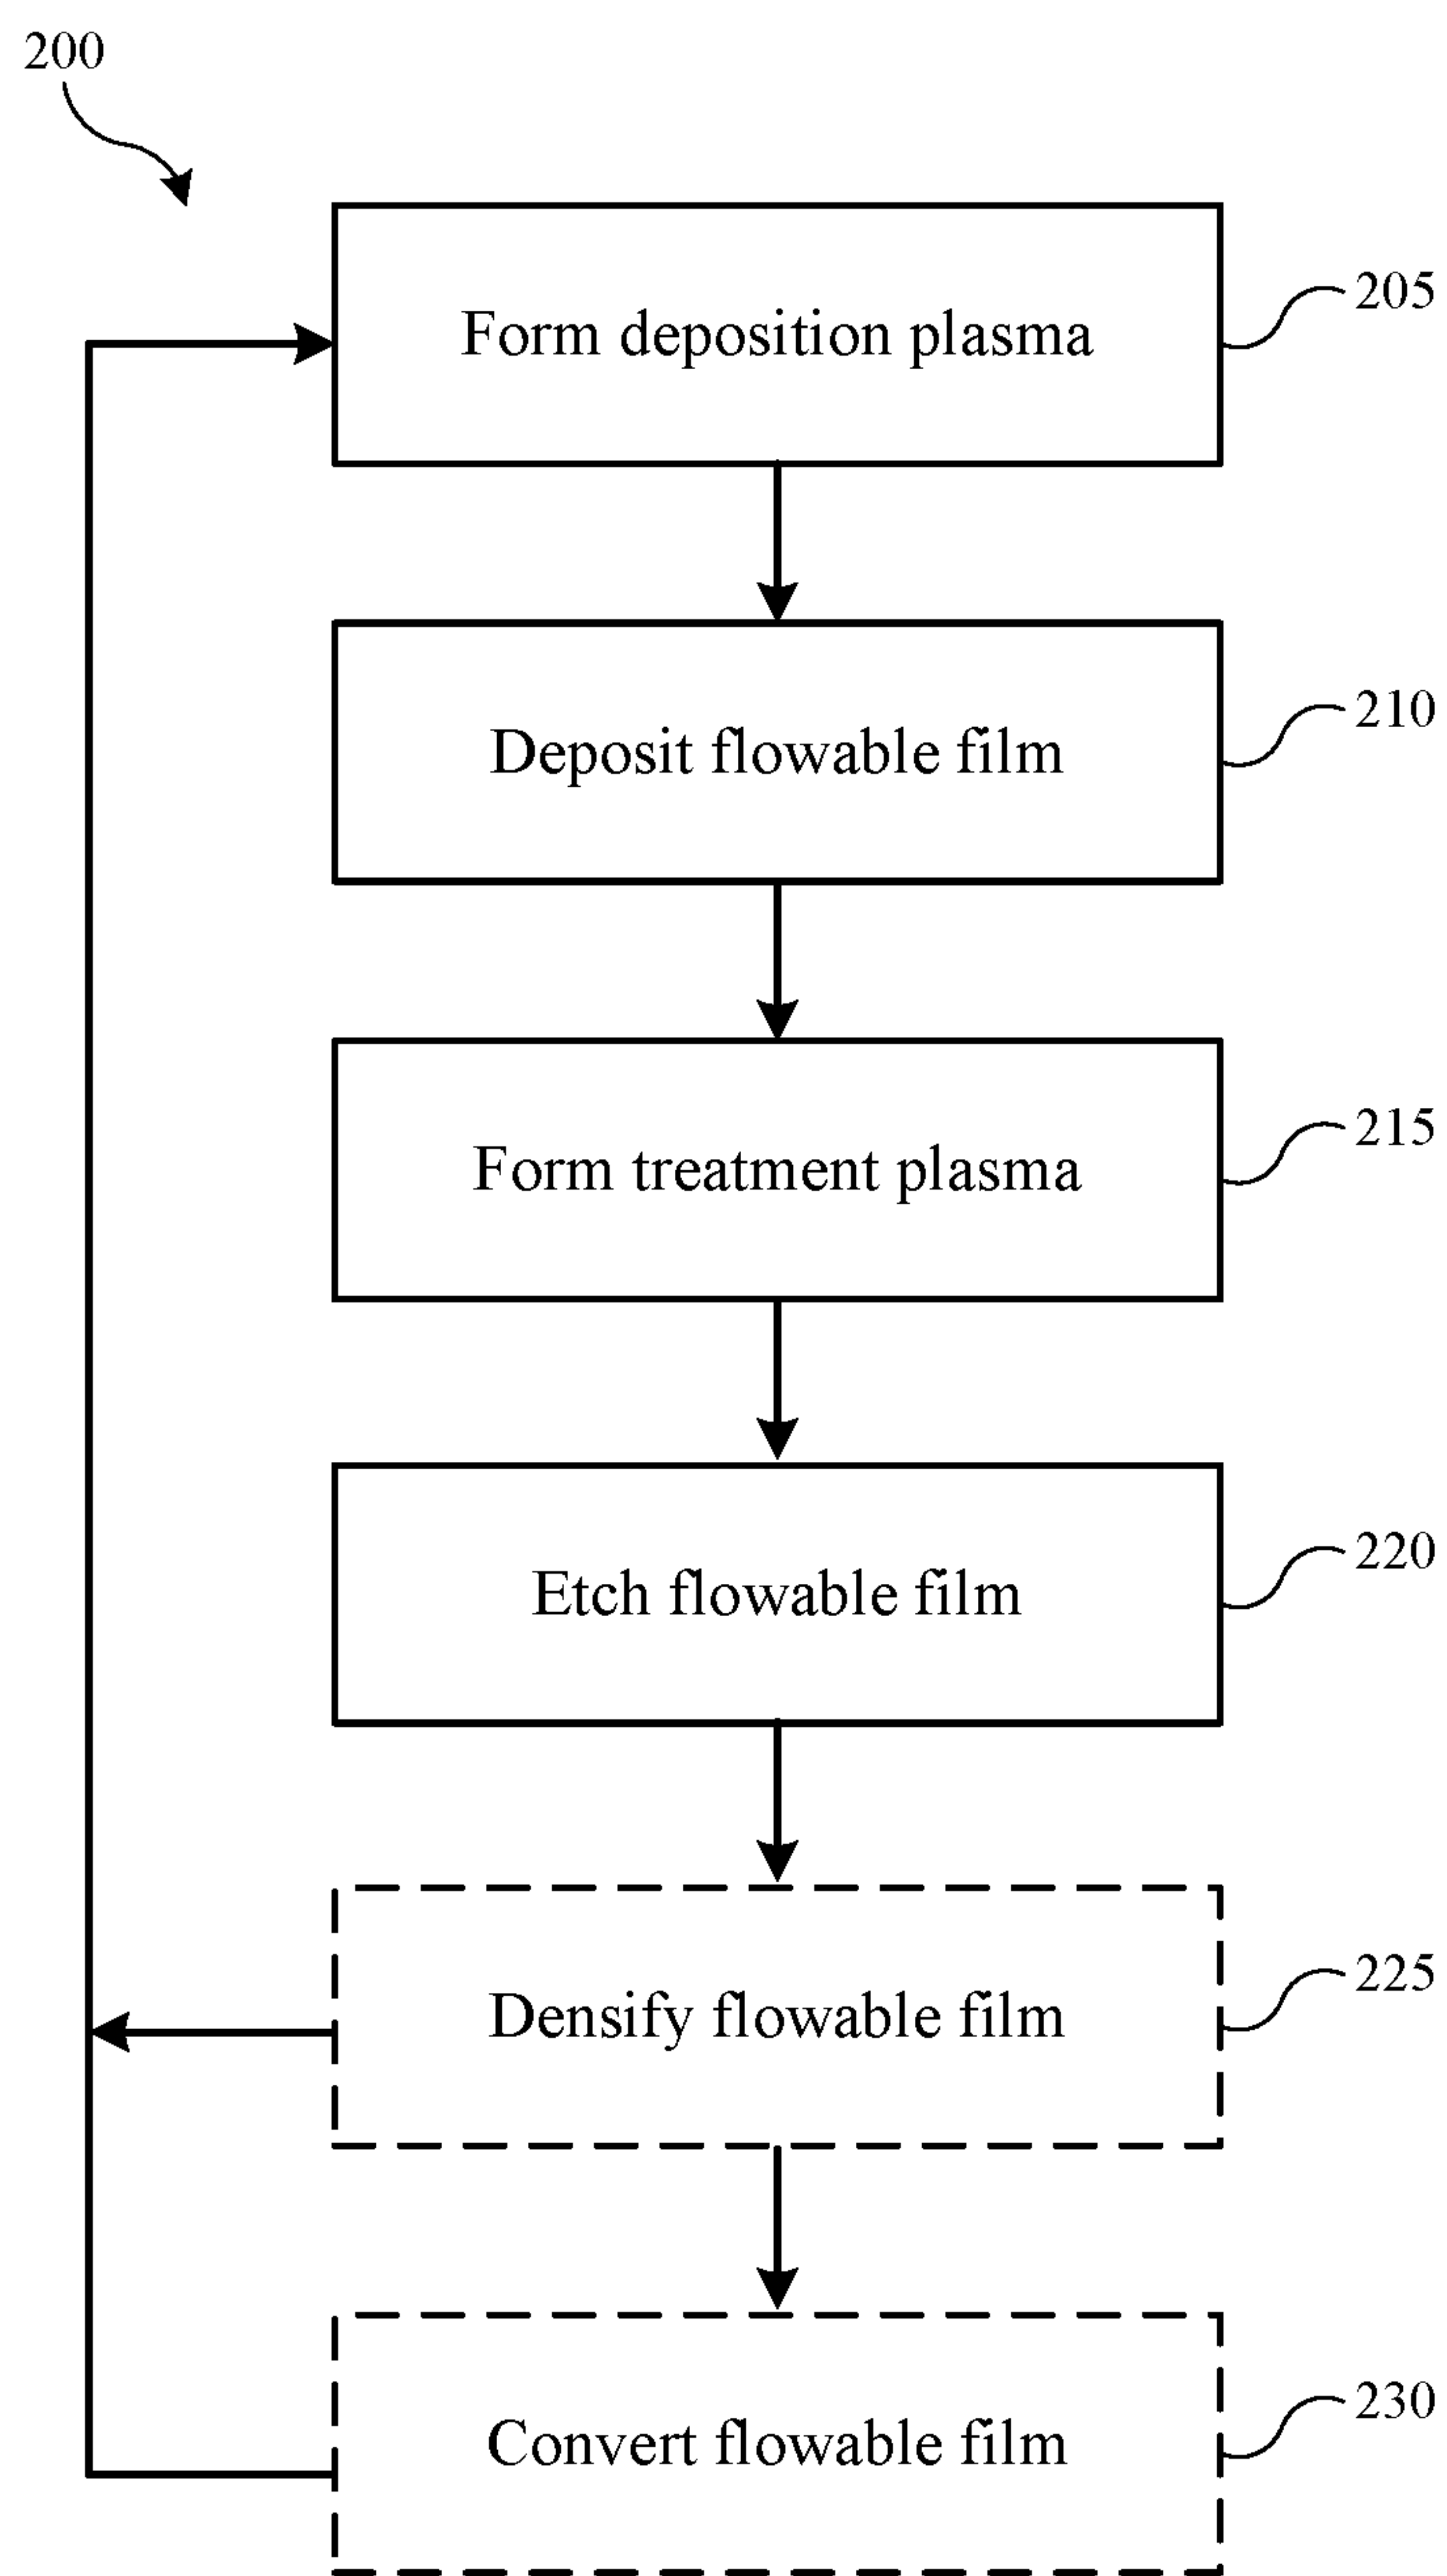 200
Form deposition plasma
205
Deposit flowable film
210
Form treatment plasma
215
Etch flowable film
220
Densify flowable film
225
Convert flowable film
230